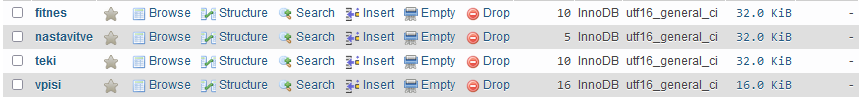 fitnes Browse Structure Search Insert Empty Drop 10 InnoDB utf16_general_ci 32.0 KiB -
nastavitve Browse Structure Search Insert Empty Drop 5 InnoDB utf16_general_ci 32.0 KiB -
teki Browse Structure Search Insert Empty Drop 10 InnoDB utf16_general_ci 32.0 KiB -
vpisi Browse Structure Search Insert Empty Drop 16 InnoDB utf16_general_ci 16.0 KiB -